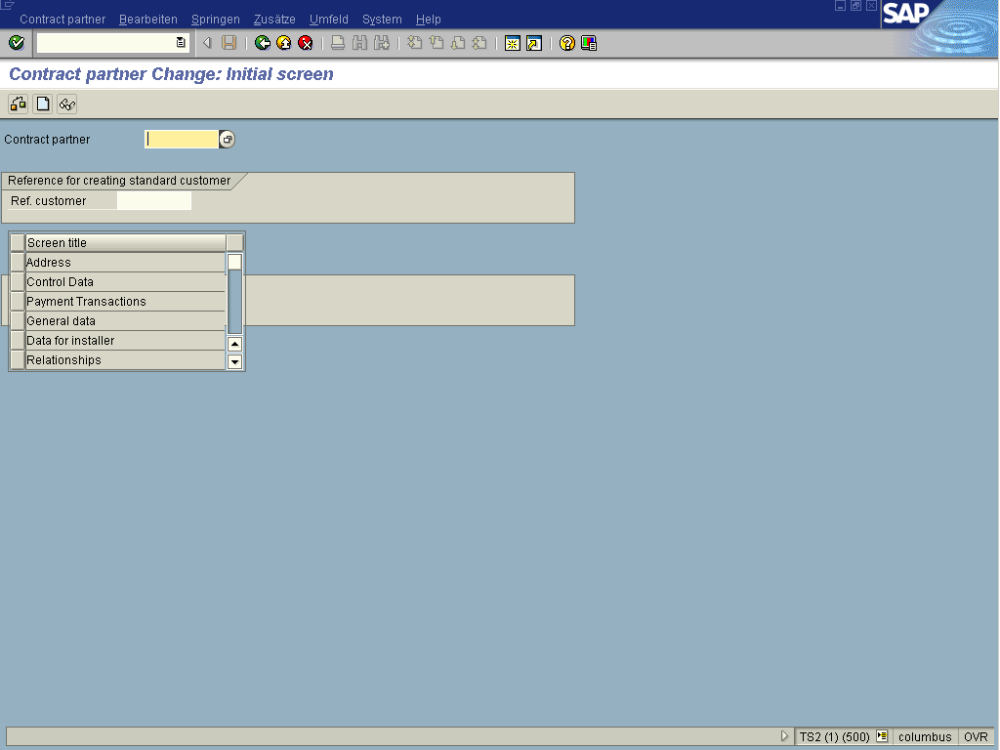 Contract partner Bearbeiten Springen Zusätze Umfeld System Help
SAP
Contract partner Change: Initial screen
Contract partner
Reference for creating standard customer
Ref. customer
Screen title
Address
Control Data
Payment Transactions
General data
Data for installer
Relationships
TS2 (1) (500) columbus OVR